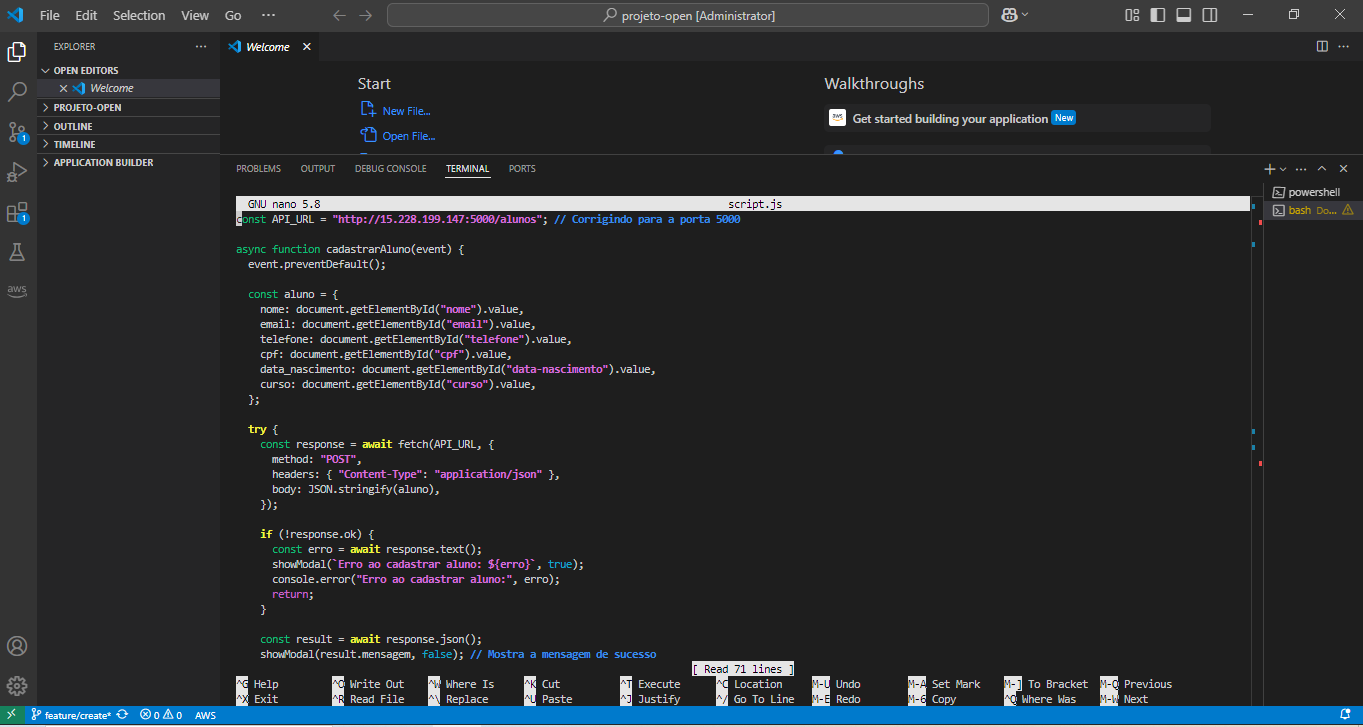 File Edit Selection View Go ··· projeto-open [Administrator]
EXPLORER ···
OPEN EDITORS
Welcome
PROJETO-OPEN
OUTLINE
TIMELINE
APPLICATION BUILDER
1
1
aws
Welcome
Start
New File...
Open File...
Walkthroughs
aws Get started building your application New
PROBLEMS OUTPUT DEBUG CONSOLE TERMINAL PORTS
powershell
bash Do...
GNU nano 5.8 script.js
const API_URL = "http://15.228.199.147:5000/alunos"; // Corrigindo para a porta 5000
async function cadastrarAluno(event) {
event.preventDefault();
const aluno = {
nome: document.getElementById("nome").value,
email: document.getElementById("email").value,
telefone: document.getElementById("telefone").value,
cpf: document.getElementById("cpf").value,
data_nascimento: document.getElementById("data-nascimento").value,
curso: document.getElementById("curso").value,
};
try {
const response = await fetch(API_URL, {
method: "POST",
headers: { "Content-Type": "application/json" },
body: JSON.stringify(aluno),
});
if (!response.ok) {
const erro = await response.text();
showModal(`Erro ao cadastrar aluno: ${erro}`, true);
console.error("Erro ao cadastrar aluno:", erro);
return;
}
const result = await response.json();
showModal(result.mensagem, false); // Mostra a mensagem de sucesso
[ Read 71 lines ]
^G Help ^O Write Out ^W Where Is ^K Cut ^T Execute ^C Location M-U Undo M-A Set Mark M-] To Bracket M-Q Previous
^X Exit ^R Read File ^\ Replace ^U Paste ^J Justify ^/ Go To Line M-E Redo M-6 Copy ^Q Where Was M-W Next
feature/create* 0 0 AWS